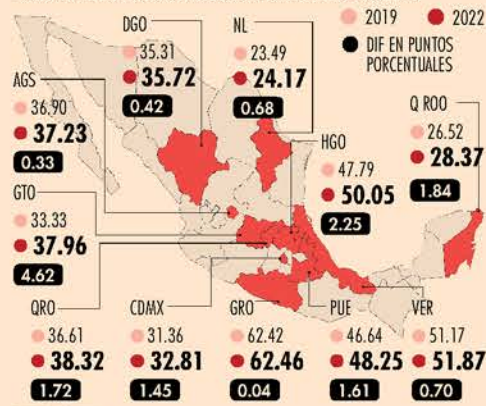 2019 2022
DIF EN PUNTOS
PORCENTUALES
DGO
35.31
35.72
0.42
NL
23.49
24.17
0.68
AGS
36.90
37.23
0.33
Q ROO
26.52
28.37
1.84
HGO
47.79
50.05
2.25
GTO
33.33
37.96
4.62
QRO
36.61
38.32
1.72
CDMX
31.36
32.81
1.45
GRO
62.42
62.46
0.04
PUE
46.64
48.25
1.61
VER
51.17
51.87
0.70